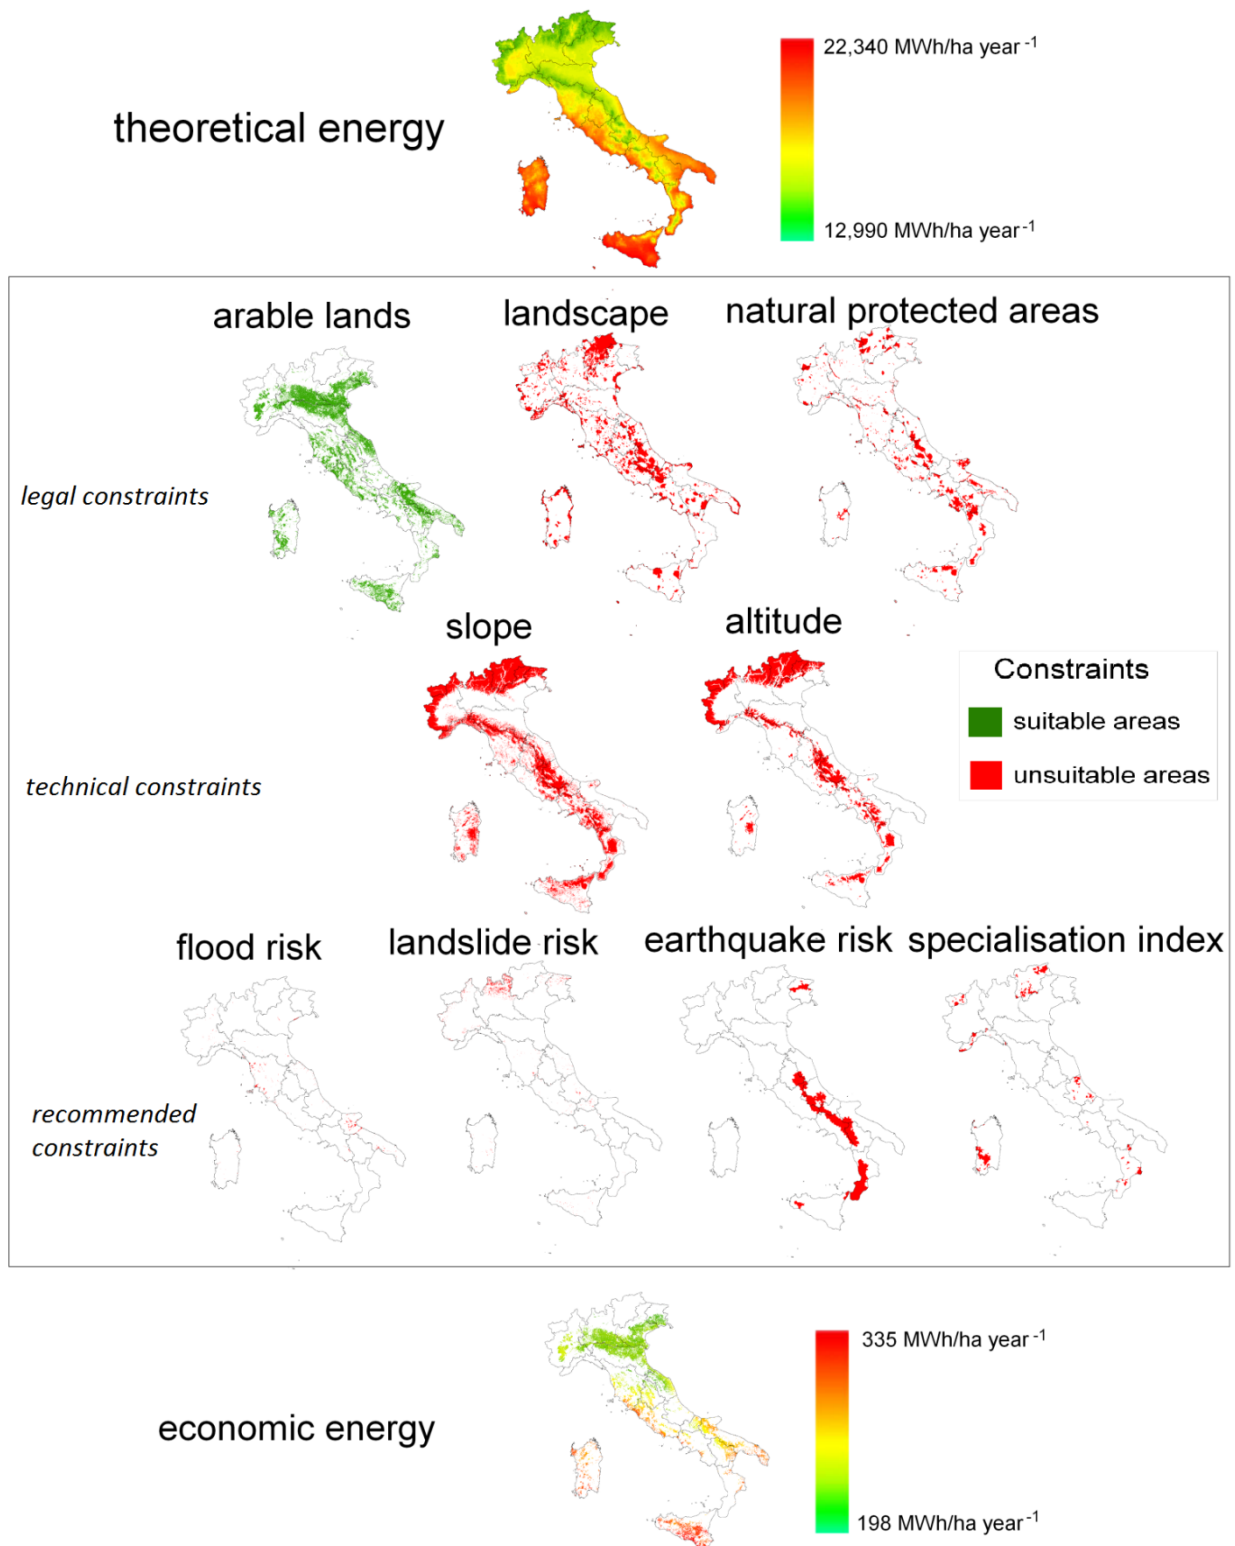 theoretical energy
22,340 MWh/ha year -1
12,990 MWh/ha year -1
arable lands
landscape
natural protected areas
legal constraints
slope
altitude
Constraints
suitable areas
unsuitable areas
technical constraints
flood risk
landslide risk
earthquake risk
specialisation index
recommended
constraints
economic energy
335 MWh/ha year -1
198 MWh/ha year -1